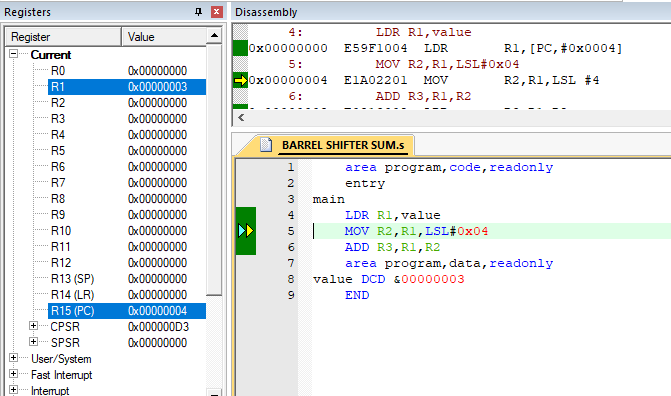 Registers
Register Value
Current
R0 0x00000000
R1 0x00000003
R2 0x00000000
R3 0x00000000
R4 0x00000000
R5 0x00000000
R6 0x00000000
R7 0x00000000
R8 0x00000000
R9 0x00000000
R10 0x00000000
R11 0x00000000
R12 0x00000000
R13 (SP) 0x00000000
R14 (LR) 0x00000000
R15 (PC) 0x00000004
CPSR 0x000000D3
SPSR 0x00000000
User/System
Fast Interrupt
Interrupt
Disassembly
4: LDR R1,value
0x00000000 E59F1004 LDR R1,[PC,#0x0004]
5: MOV R2,R1,LSL#0x04
0x00000004 E1A02201 MOV R2,R1,LSL #4
6: ADD R3,R1,R2
BARREL SHIFTER SUM.s
1 area program,code,readonly
2 entry
3 main
4 LDR R1,value
5 MOV R2,R1,LSL#0x04
6 ADD R3,R1,R2
7 area program,data,readonly
8 value DCD &00000003
9 END